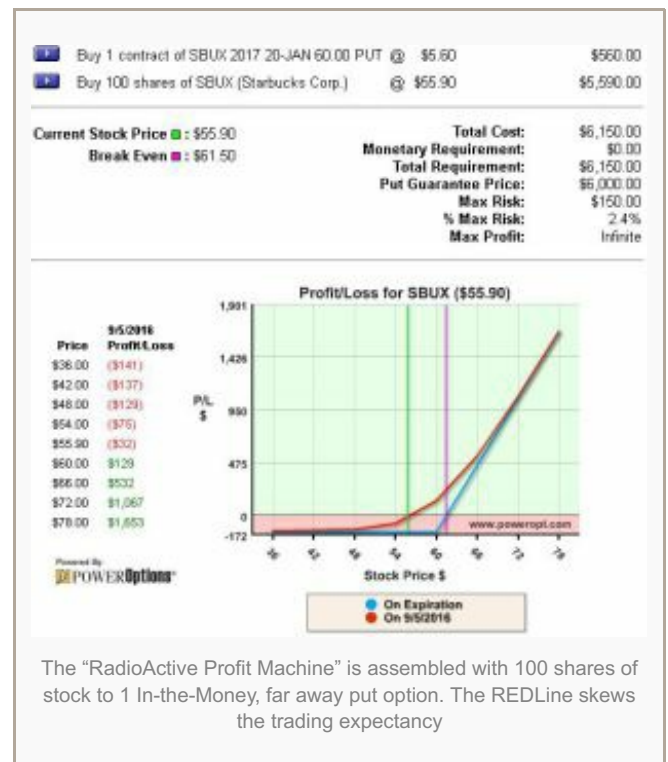 Buy 1 contract of SBUX 2017 20-JAN 60.00 PUT @ $5.60 $560.00
Buy 100 shares of SBUX (Starbucks Corp.) @ $55.90 $5,590.00
Current Stock Price : $55.90
Break Even : $61.50
Total Cost: $6,150.00
Monetary Requirement: $0.00
Total Requirement: $6,150.00
Put Guarantee Price: $6,000.00
Max Risk: $150.00
% Max Risk: 2.4%
Max Profit: Infinite
9/5/2016
Price Profit/Loss
$36.00 ($141)
$42.00 ($137)
$48.00 ($129)
$54.00 ($76)
$55.90 ($32)
$60.00 $129
$66.00 $532
$72.00 $1,067
$78.00 $1,653
Powered By
POWEROptions
Profit/Loss for SBUX ($55.90)
P/L
$
1,901
1,426
950
475
0
-172
www.poweropt.com
36 42 48 54 60 66 72 78
Stock Price $
On Expiration
On 9/5/2016
The “RadioActive Profit Machine” is assembled with 100 shares of
stock to 1 In-the-Money, far away put option. The REDLine skews
the trading expectancy